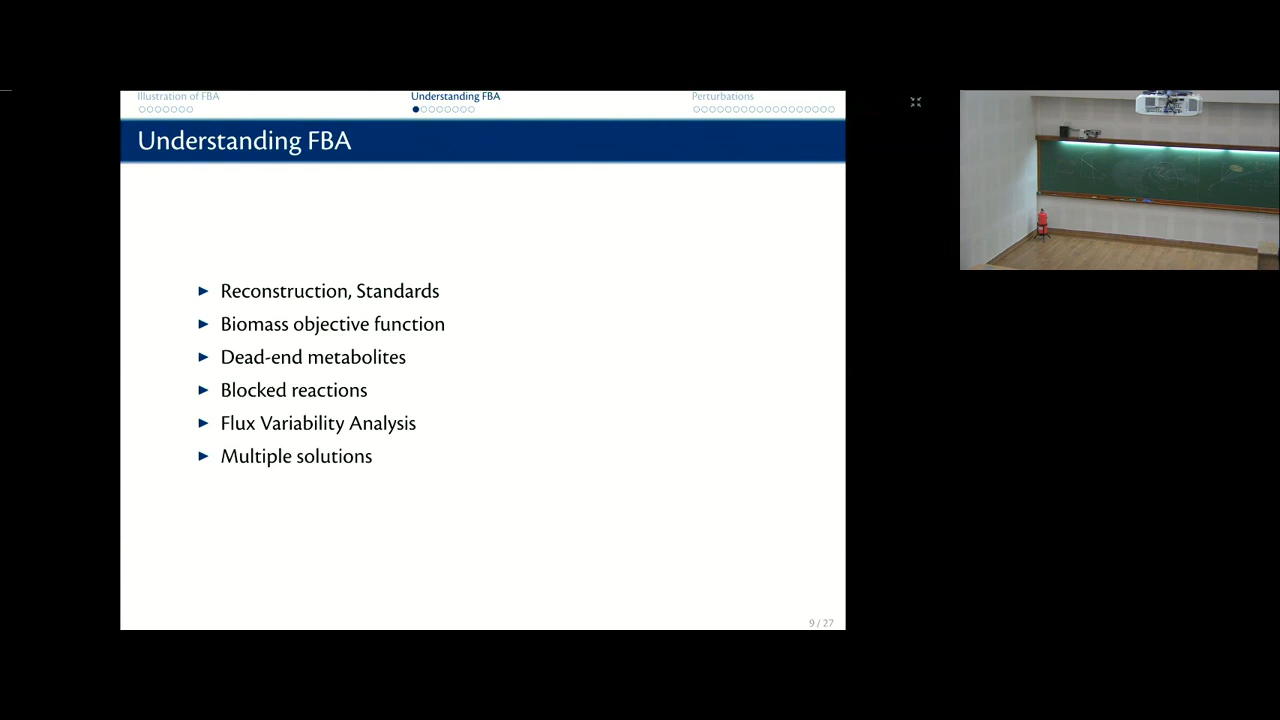 Illustration of FBA
Understanding FBA
Perturbations
Understanding FBA
Reconstruction, Standards
Biomass objective function
Dead-end metabolites
Blocked reactions
Flux Variability Analysis
Multiple solutions
9 / 27